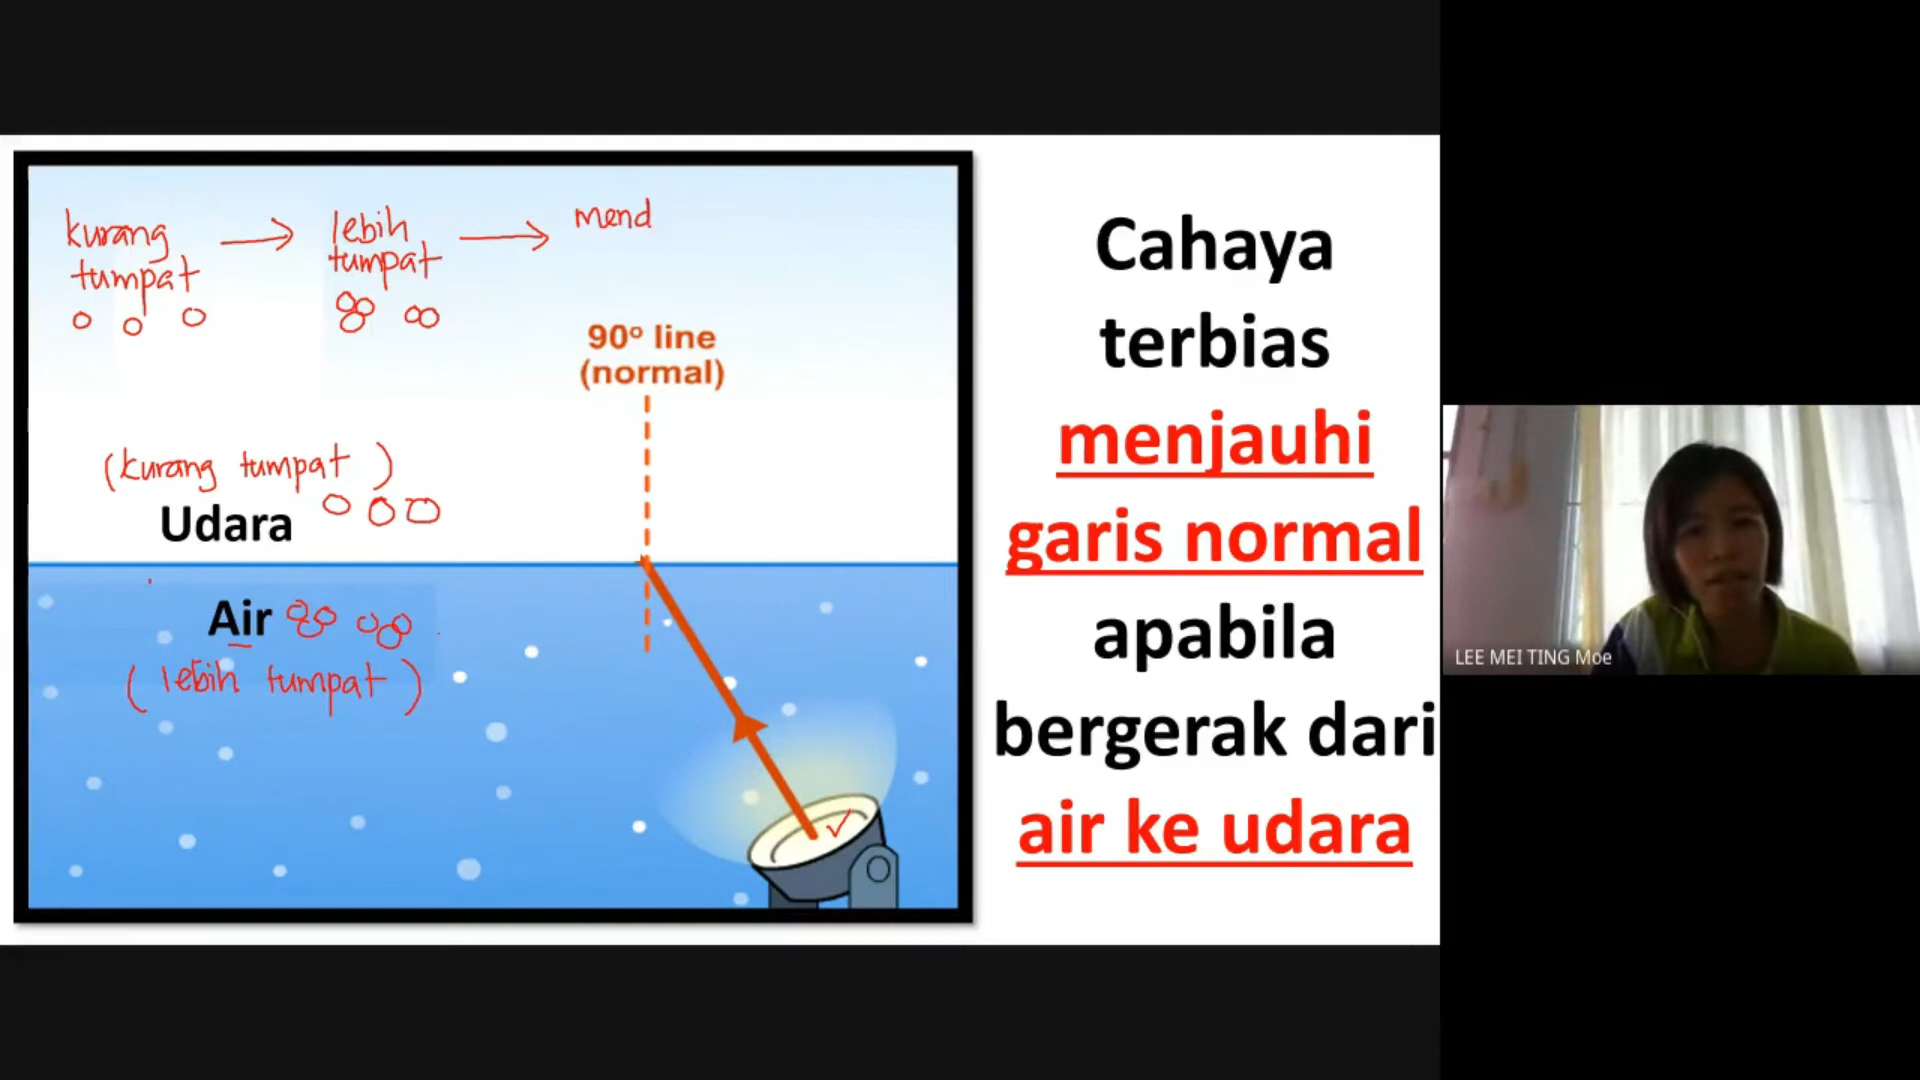 kurang
tumpat
lebih
tumpat
mend
90° line
(normal)
(kurang tumpat)
Udara
Air
(lebih tumpat)
Cahaya
terbias
menjauhi
garis normal
apabila
bergerak dari
air ke udara
LEE MEI TING Moe